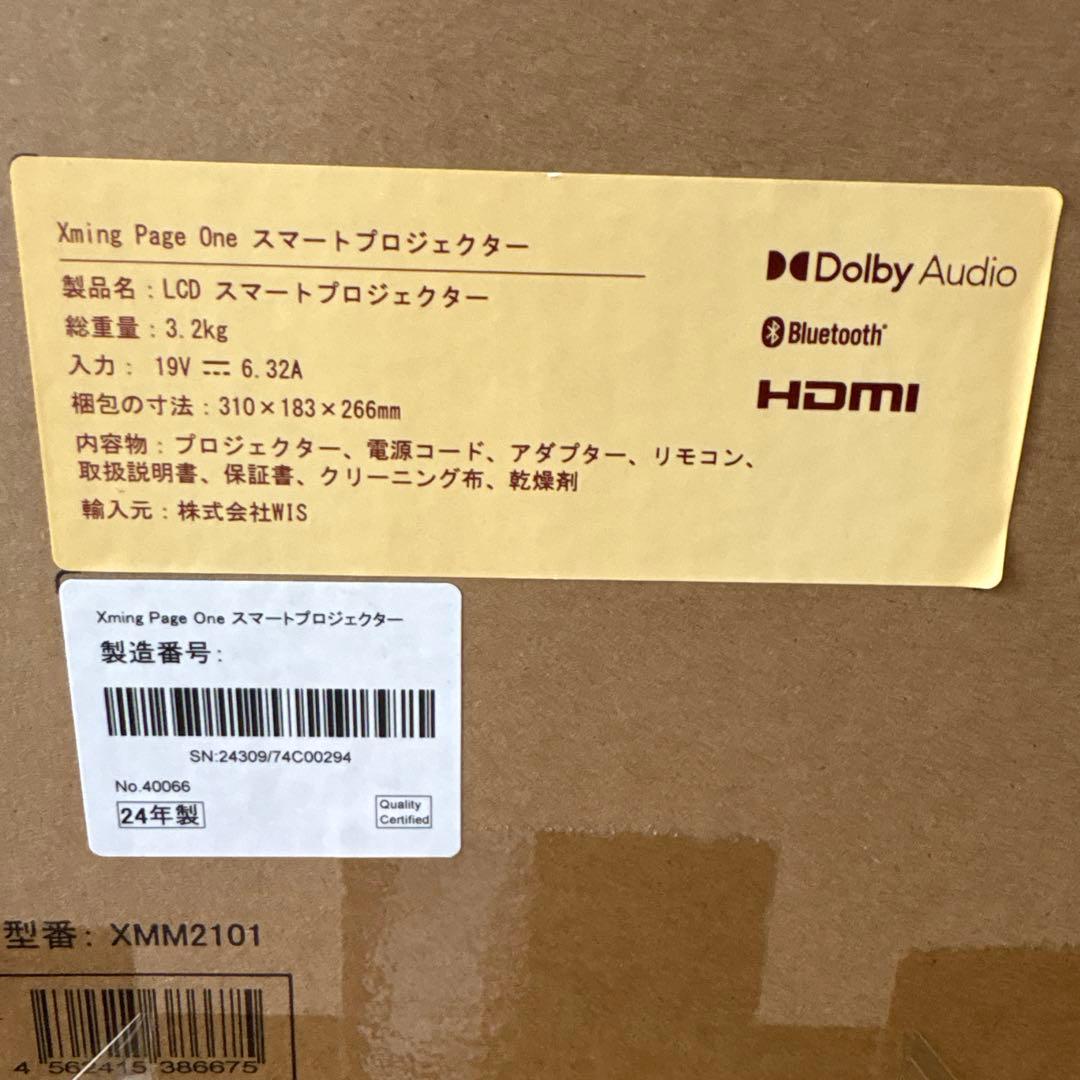 Xming Page One スマートプロジェクター
製品名：LCD スマートプロジェクター
総重量：3.2kg
入力： 19V ⎓ 6.32A
梱包の寸法：310×183×266mm
内容物：プロジェクター、電源コード、アダプター、リモコン、
取扱説明書、保証書、クリーニング布、乾燥剤
輸入元：株式会社WIS
Dolby Audio
Bluetooth
HDMI
Xming Page One スマートプロジェクター
製造番号：
SN:24309/74C00294
No.40066
24年製
Quality
Certified
型番: XMM2101
4 562415 386675